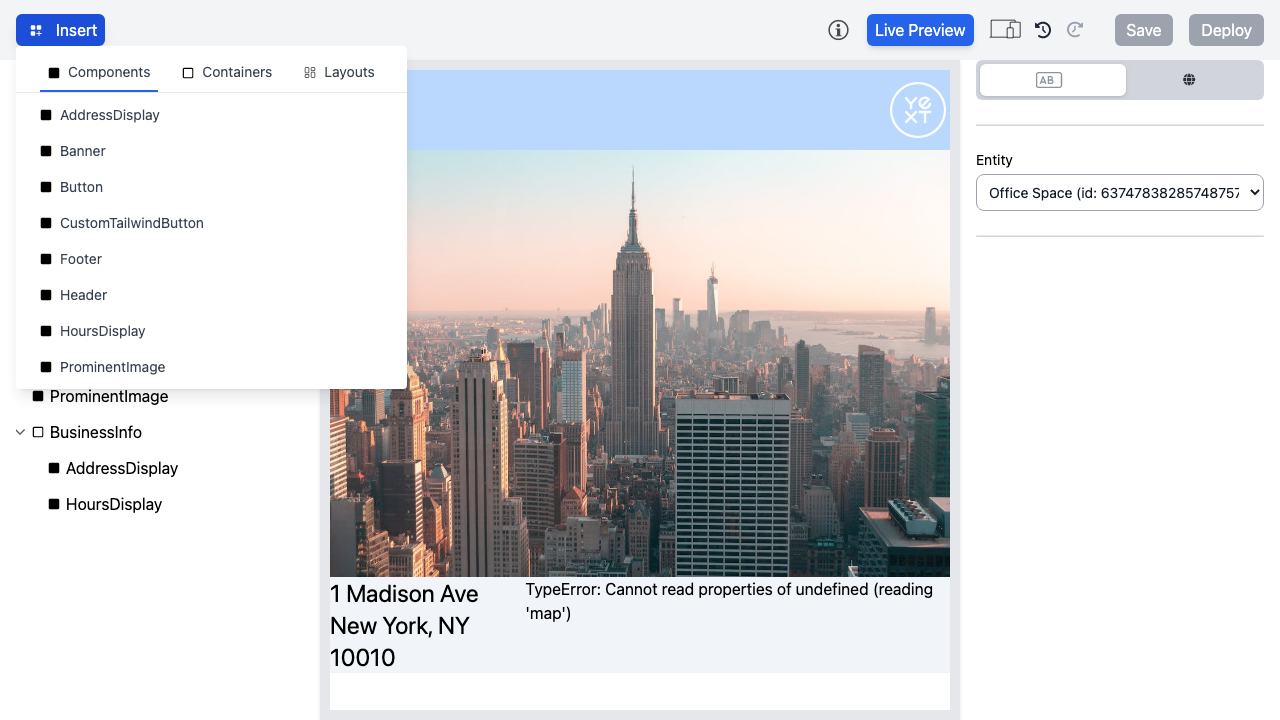 Insert
Live Preview
Save
Deploy
Components
Containers
Layouts
AddressDisplay
Banner
Button
CustomTailwindButton
Footer
Header
HoursDisplay
ProminentImage
ProminentImage
BusinessInfo
AddressDisplay
HoursDisplay
YEXT
1 Madison Ave
New York, NY
10010
TypeError: Cannot read properties of undefined (reading
'map')
AB
Entity
Office Space (id: 63747838285748757